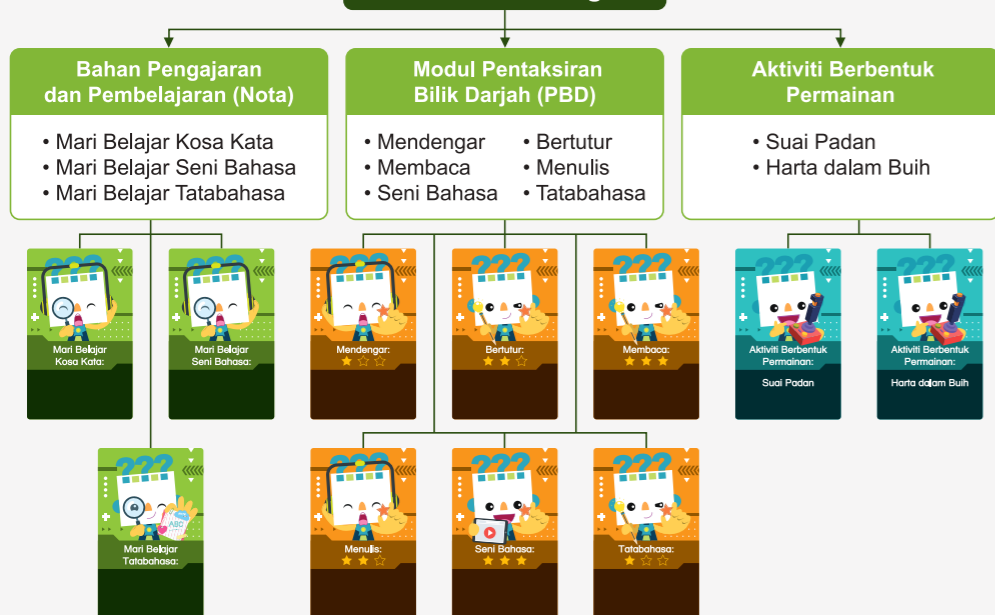 Bahan Pengajaran
dan Pembelajaran (Nota)
• Mari Belajar Kosa Kata
• Mari Belajar Seni Bahasa
• Mari Belajar Tatabahasa
Modul Pentaksiran
Bilik Darjah (PBD)
• Mendengar
• Membaca
• Seni Bahasa
• Bertutur
• Menulis
• Tatabahasa
Aktiviti Berbentuk
Permainan
• Suai Padan
• Harta dalam Buih
???
Mari Belajar
Kosa Kata:
???
Mari Belajar
Seni Bahasa:
???
Mendengar:
???
Bertutur:
???
Membaca:
???
Aktiviti Berbentuk
Permainan:
Suai Padan
???
Aktiviti Berbentuk
Permainan:
Harta dalam Buih
???
ABC
Mari Belajar
Tatabahasa:
???
Menulis:
???
Seni Bahasa:
???
Tatabahasa: